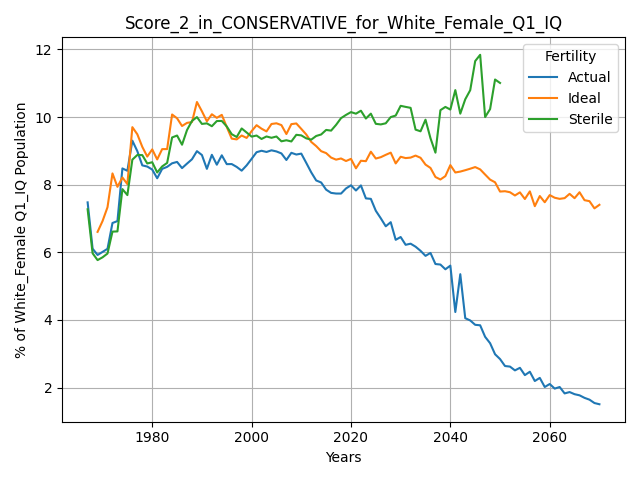 Score_2_in_CONSERVATIVE_for_White_Female_Q1_IQ
% of White_Female Q1_IQ Population
12
10
8
6
4
2
Fertility
Actual
Ideal
Sterile
1980
2000
2020
2040
2060
Years